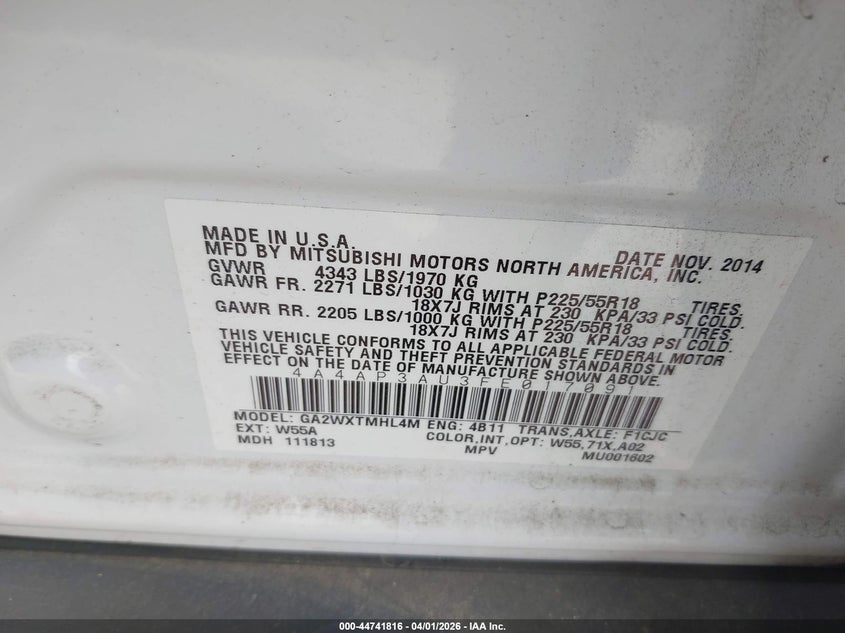 MADE IN U.S.A.
MFD BY MITSUBISHI MOTORS NORTH AMERICA, INC.
DATE NOV. 2014
GVWR 4343 LBS/1970 KG
GAWR FR. 2271 LBS/1030 KG WITH P225/55R18 TIRES,
18X7J RIMS AT 230 KPA/33 PSI COLD.
GAWR RR. 2205 LBS/1000 KG WITH P225/55R18 TIRES,
18X7J RIMS AT 230 KPA/33 PSI COLD.
THIS VEHICLE CONFORMS TO ALL APPLICABLE FEDERAL MOTOR
VEHICLE SAFETY AND THEFT PREVENTION STANDARDS IN
EFFECT ON THE DATE OF MANUFACTURE SHOWN ABOVE.
4A4AP3AU3FE017091
MODEL: GA2WXTMHL4M ENG: 4B11 TRANS,AXLE: F1CJC
EXT: W55A COLOR,INT,OPT: W55,71X,A02
MDH 111813 MPV MU001602
000-44741816 - 04/01/2026 - IAA Inc.